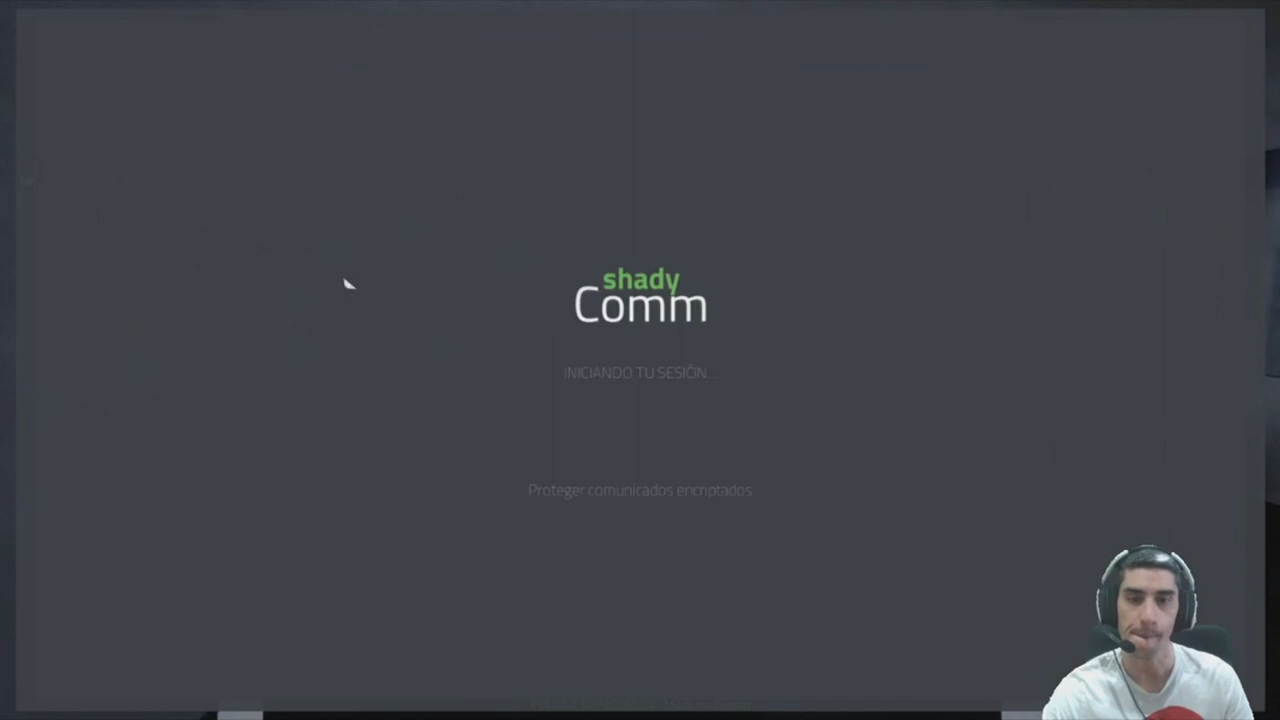 shady
Comm
INICIANDO TU SESIÓN...
Proteger comunicados encriptados